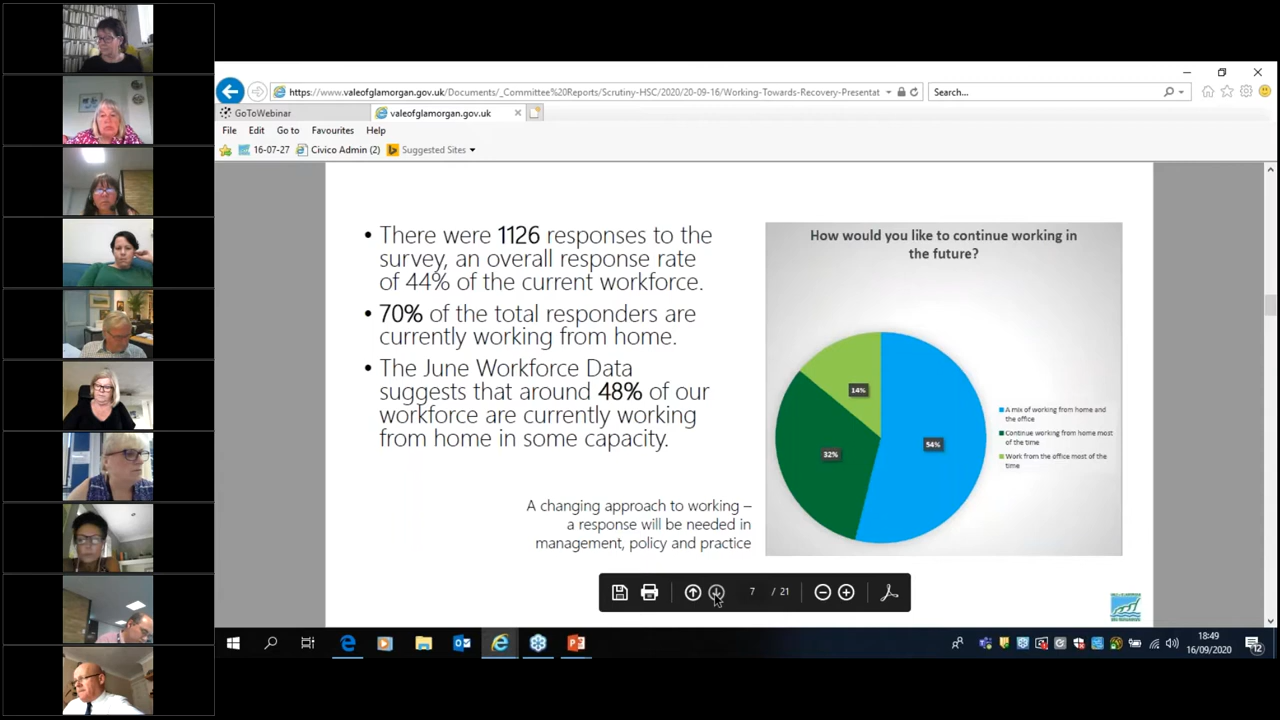 https://www.valeofglamorgan.gov.uk/Documents/_Committee%20Reports/Scrutiny-HSC/2020/20-09-16/Working-Towards-Recovery-Presentat
Search...
GoToWebinar
valeofglamorgan.gov.uk
File Edit Go to Favourites Help
16-07-27 Civico Admin (2) Suggested Sites
• There were 1126 responses to the
survey, an overall response rate
of 44% of the current workforce.
• 70% of the total responders are
currently working from home.
• The June Workforce Data
suggests that around 48% of our
workforce are currently working
from home in some capacity.
A changing approach to working –
a response will be needed in
management, policy and practice
How would you like to continue working in
the future?
14%
32%
54%
A mix of working from home and
the office
Continue working from home most
of the time
Work from the office most of the
time
7 / 21
18:49
16/09/2020
12